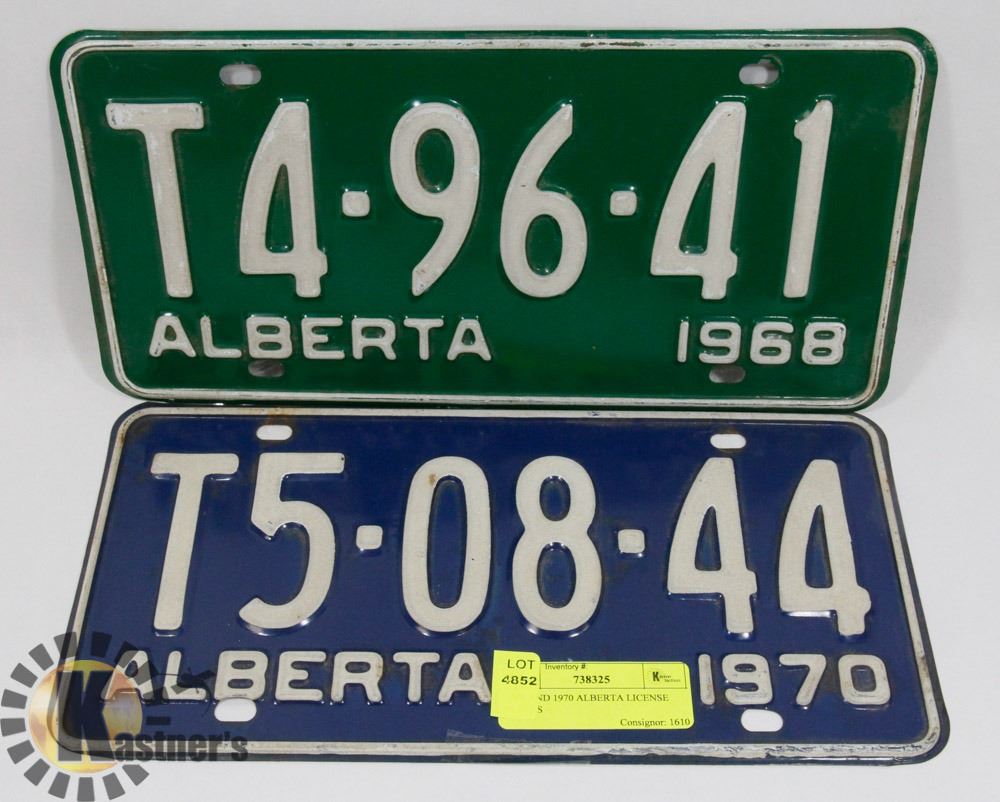 T4·96·41
ALBERTA 1968
T5·08·44
ALBERTA 1970
LOT
4852
Inventory #:
738325
1970 ALBERTA LICENSE
Consignor: 1610
Kastner's